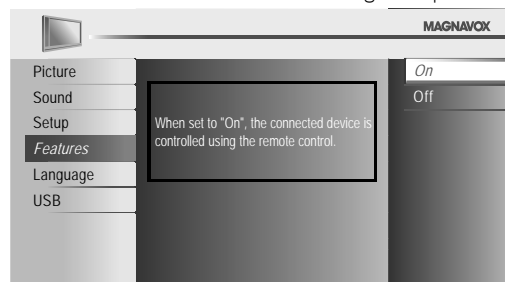 MAGNAVOX
Picture
Sound
Setup
Features
Language
USB
When set to "On", the connected device is
controlled using the remote control.
On
Off